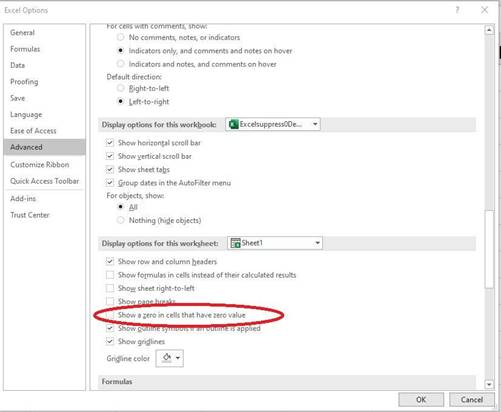 Excel Options
?
General
Formulas
Data
Proofing
Save
Language
Ease of Access
Advanced
Customize Ribbon
Quick Access Toolbar
Add-ins
Trust Center
For cells with comments, show:
No comments, notes, or indicators
Indicators only, and comments and notes on hover
Indicators and notes, and comments on hover
Default direction:
Right-to-left
Left-to-right
Display options for this workbook: Excelsuppress0De...
Show horizontal scroll bar
Show vertical scroll bar
Show sheet tabs
Group dates in the AutoFilter menu
For objects, show:
All
Nothing (hide objects)
Display options for this worksheet: Sheet1
Show row and column headers
Show formulas in cells instead of their calculated results
Show sheet right-to-left
Show page breaks
Show a zero in cells that have zero value
Show outline symbols if an outline is applied
Show gridlines
Gridline color
Formulas
OK Cancel